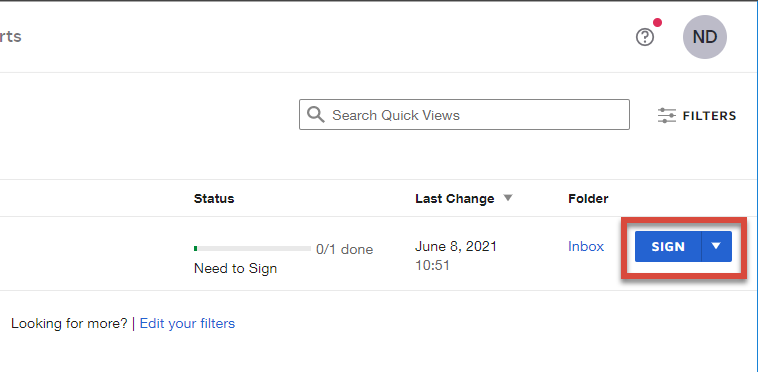 rts
ND
Search Quick Views
FILTERS
Status Last Change Folder
0/1 done June 8, 2021 Inbox SIGN
Need to Sign 10:51
Looking for more? | Edit your filters